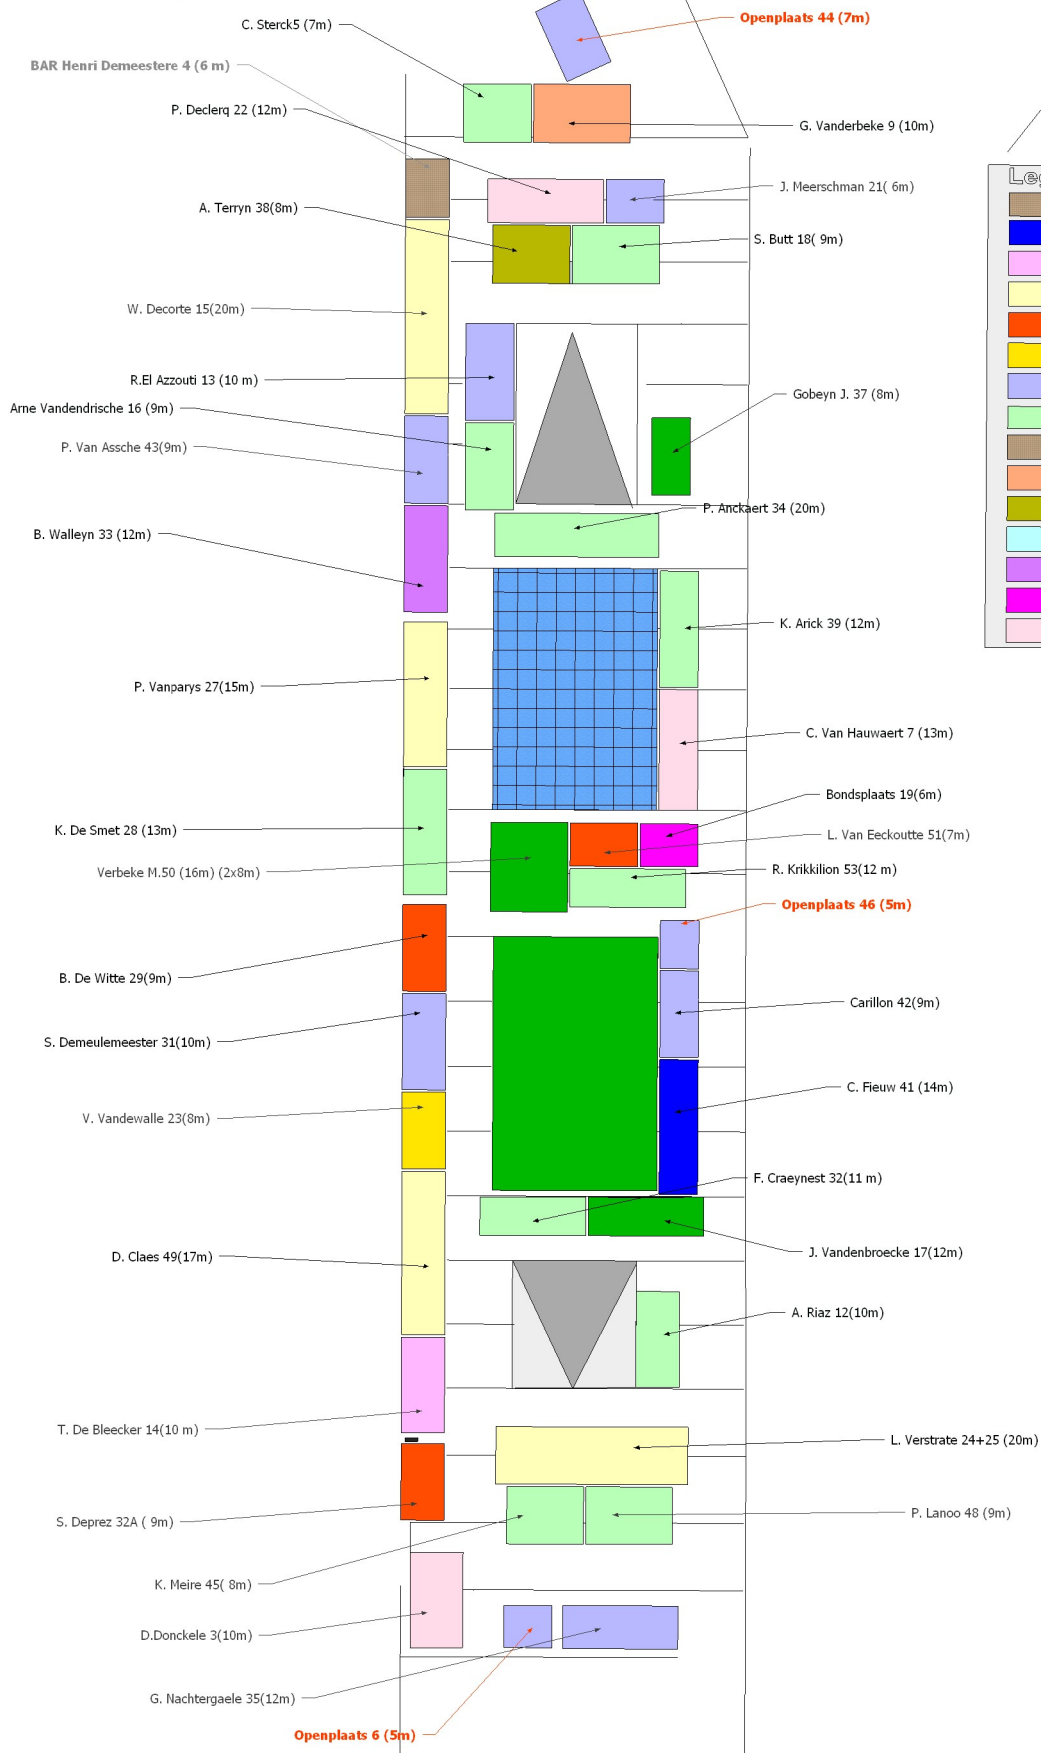 Openplaats 44 (7m)
C. Sterck5 (7m)
BAR Henri Demeestere 4 (6 m)
P. Declerq 22 (12m)
G. Vanderbeke 9 (10m)
J. Meerschman 21( 6m)
A. Terryn 38(8m)
S. Butt 18( 9m)
W. Decorte 15(20m)
R.El Azzouti 13 (10 m)
Gobeyn J. 37 (8m)
Arne Vandendrische 16 (9m)
P. Van Assche 43(9m)
P. Anckaert 34 (20m)
B. Walleyn 33 (12m)
K. Arick 39 (12m)
P. Vanparys 27(15m)
C. Van Hauwaert 7 (13m)
Bondsplaats 19(6m)
K. De Smet 28 (13m)
L. Van Eeckoutte 51(7m)
Verbeke M.50 (16m) (2x8m)
R. Krikkilion 53(12 m)
Openplaats 46 (5m)
B. De Witte 29(9m)
Carillon 42(9m)
S. Demeulemeester 31(10m)
C. Fieuw 41 (14m)
V. Vandewalle 23(8m)
F. Craeynest 32(11 m)
D. Claes 49(17m)
J. Vandenbroecke 17(12m)
A. Riaz 12(10m)
T. De Bleecker 14(10 m)
L. Verstrate 24+25 (20m)
S. Deprez 32A ( 9m)
P. Lanoo 48 (9m)
K. Meire 45( 8m)
D.Donckele 3(10m)
G. Nachtergaele 35(12m)
Openplaats 6 (5m)